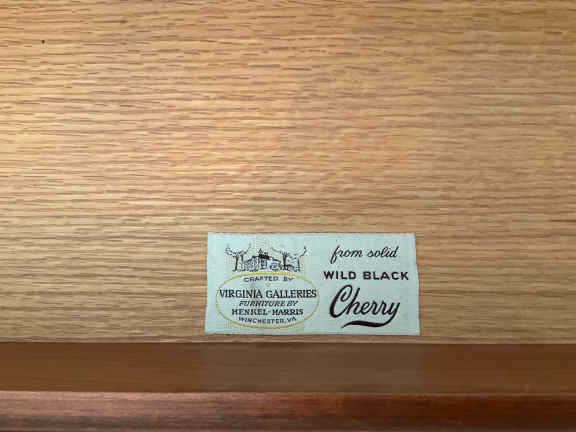 CRAFTED BY
VIRGINIA GALLERIES
FURNITURE BY
HENKEL-HARRIS
WINCHESTER, VA.
from solid
WILD BLACK
Cherry